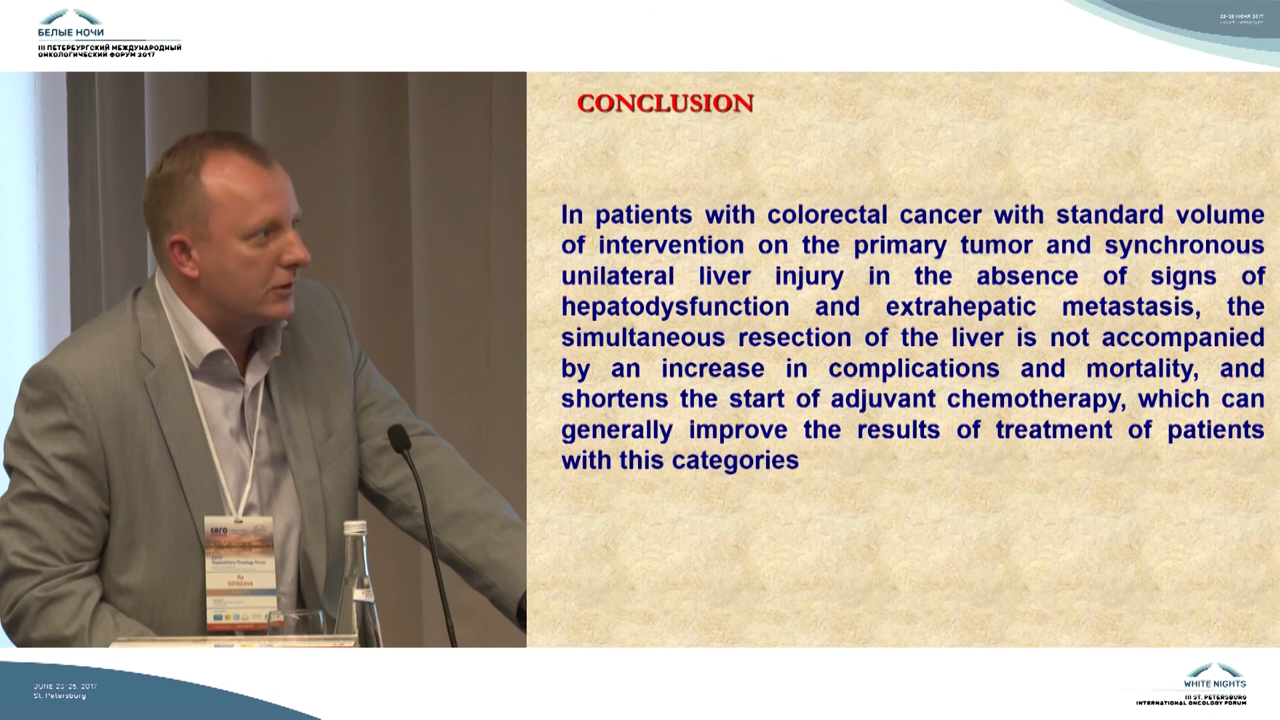 БЕЛЫЕ НОЧИ
III ПЕТЕРБУРГСКИЙ МЕЖДУНАРОДНЫЙ
ОНКОЛОГИЧЕСКИЙ ФОРУМ 2017
CONCLUSION
In patients with colorectal cancer with standard volume
of intervention on the primary tumor and synchronous
unilateral liver injury in the absence of signs of
hepatodysfunction and extrahepatic metastasis, the
simultaneous resection of the liver is not accompanied
by an increase in complications and mortality, and
shortens the start of adjuvant chemotherapy, which can
generally improve the results of treatment of patients
with this categories
ЕАГО
Oncology Forum
St. Petersburg
WHITE NIGHTS
III ST. PETERSBURG
INTERNATIONAL ONCOLOGY FORUM